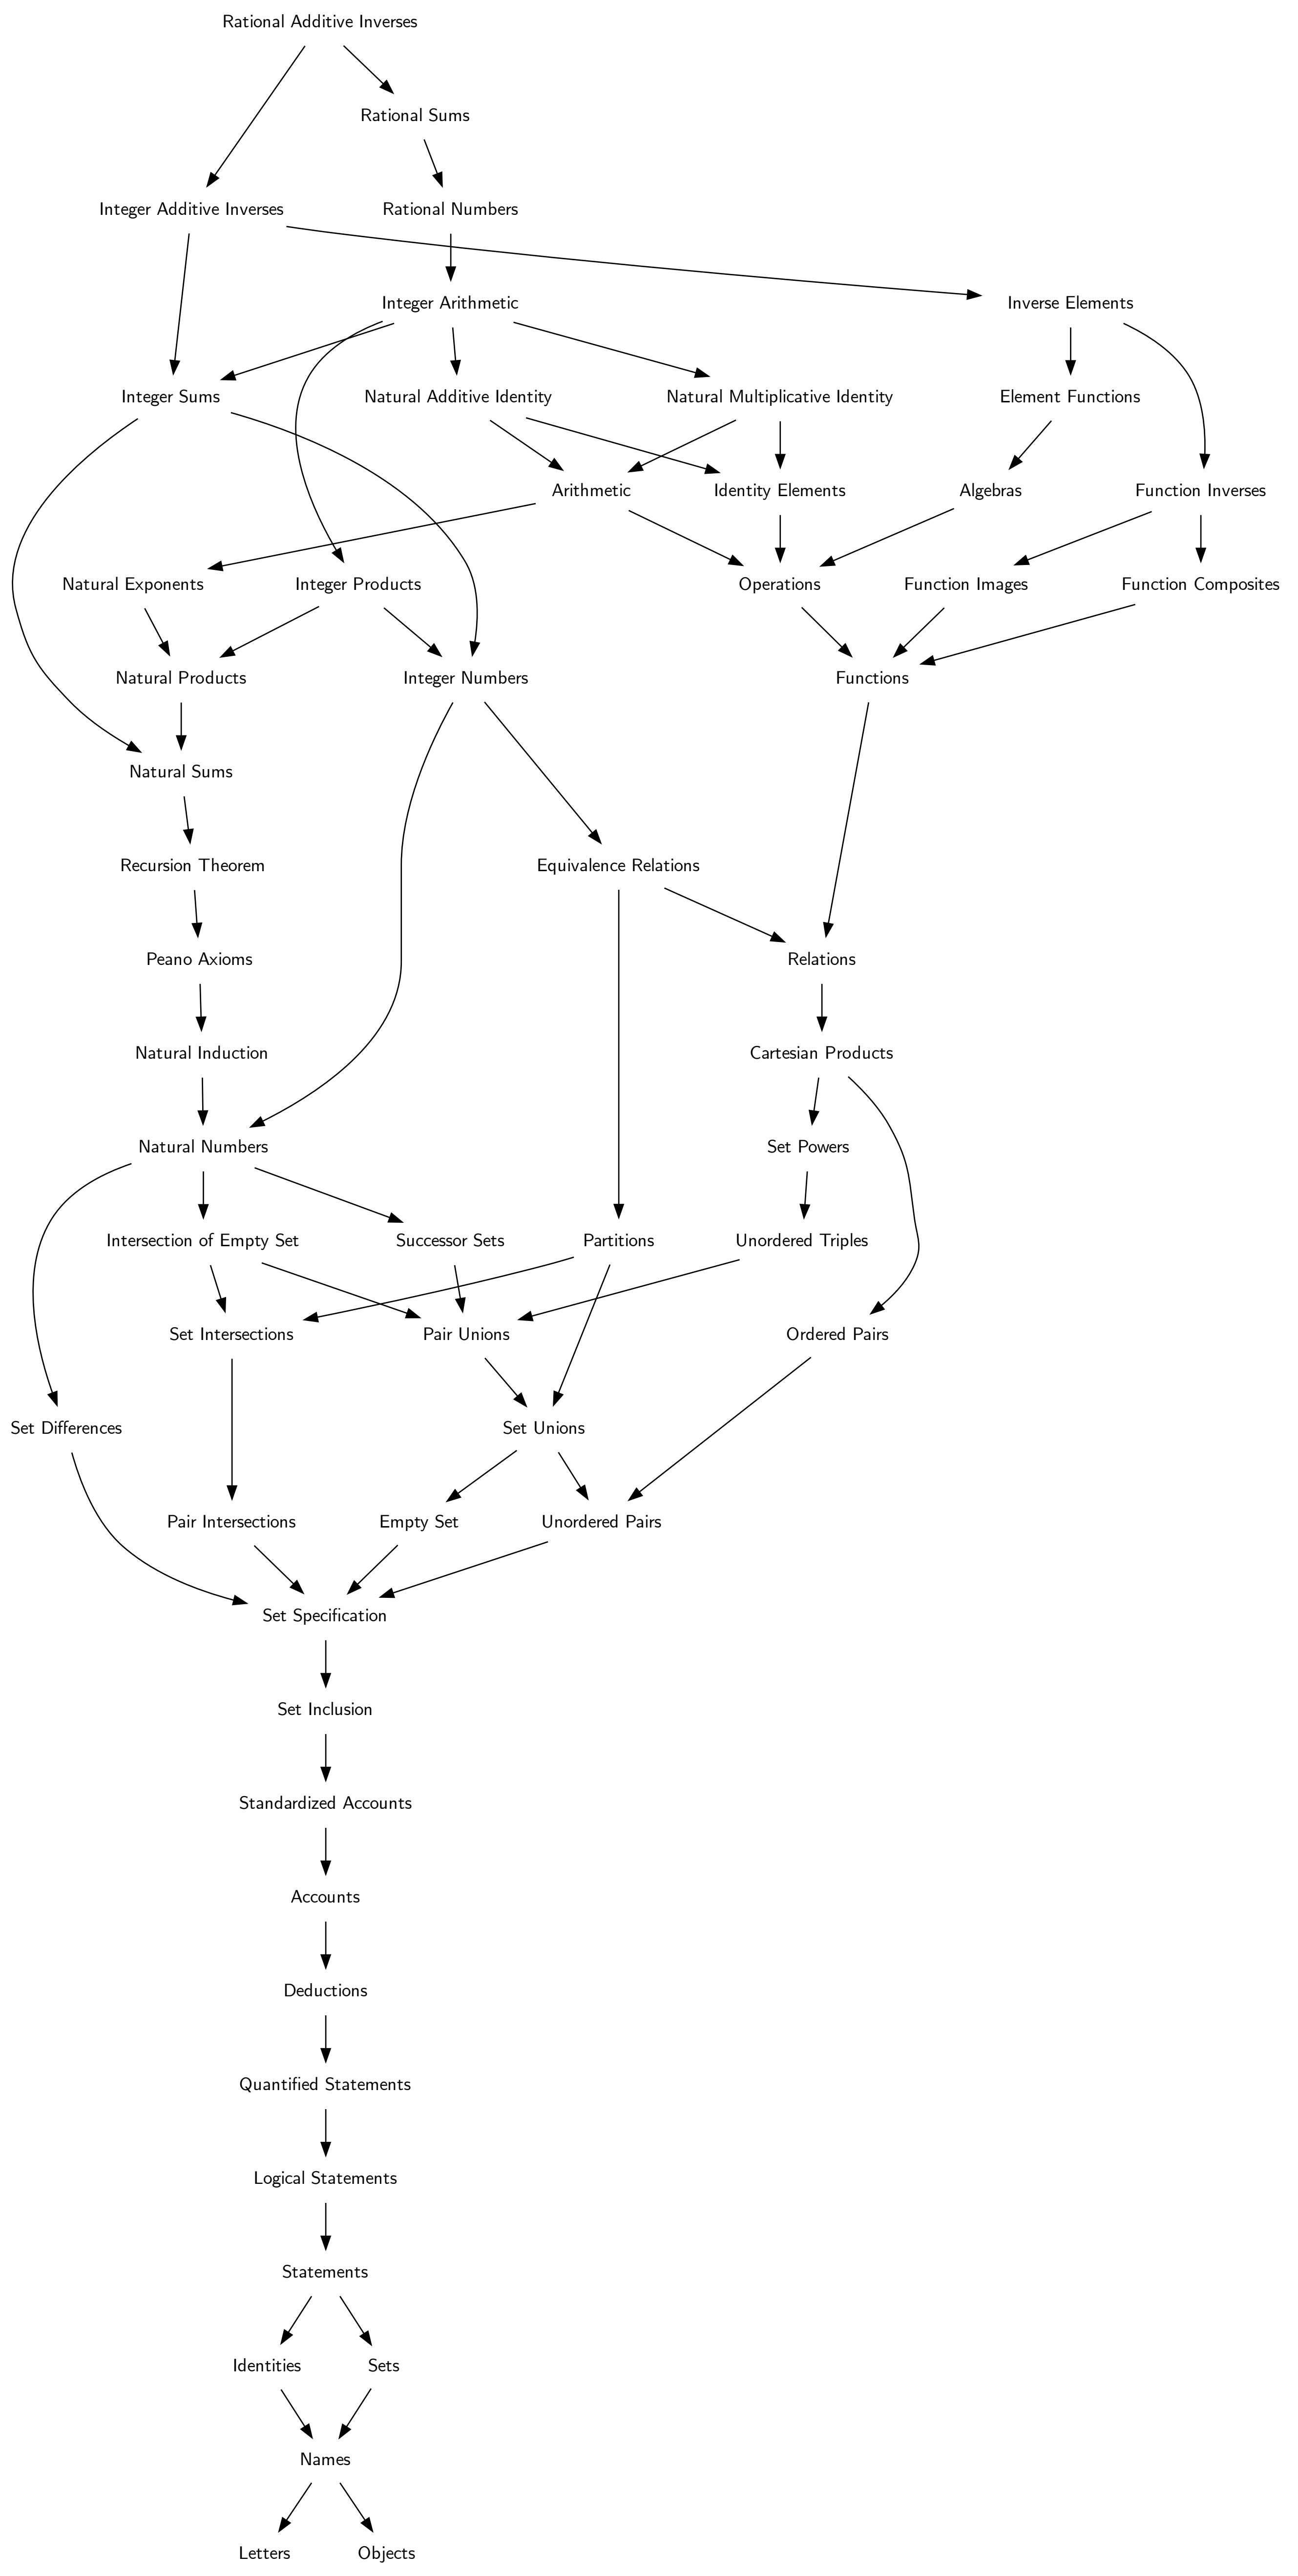 Rational Additive Inverses
Rational Sums
Integer Additive Inverses
Rational Numbers
Integer Arithmetic
Inverse Elements
Integer Sums
Natural Additive Identity
Natural Multiplicative Identity
Element Functions
Arithmetic
Identity Elements
Algebras
Function Inverses
Natural Exponents
Integer Products
Operations
Function Images
Function Composites
Natural Products
Integer Numbers
Functions
Natural Sums
Recursion Theorem
Equivalence Relations
Peano Axioms
Relations
Natural Induction
Cartesian Products
Natural Numbers
Set Powers
Intersection of Empty Set
Successor Sets
Partitions
Unordered Triples
Set Intersections
Pair Unions
Ordered Pairs
Set Differences
Set Unions
Pair Intersections
Empty Set
Unordered Pairs
Set Specification
Set Inclusion
Standardized Accounts
Accounts
Deductions
Quantified Statements
Logical Statements
Statements
Identities
Sets
Names
Letters
Objects